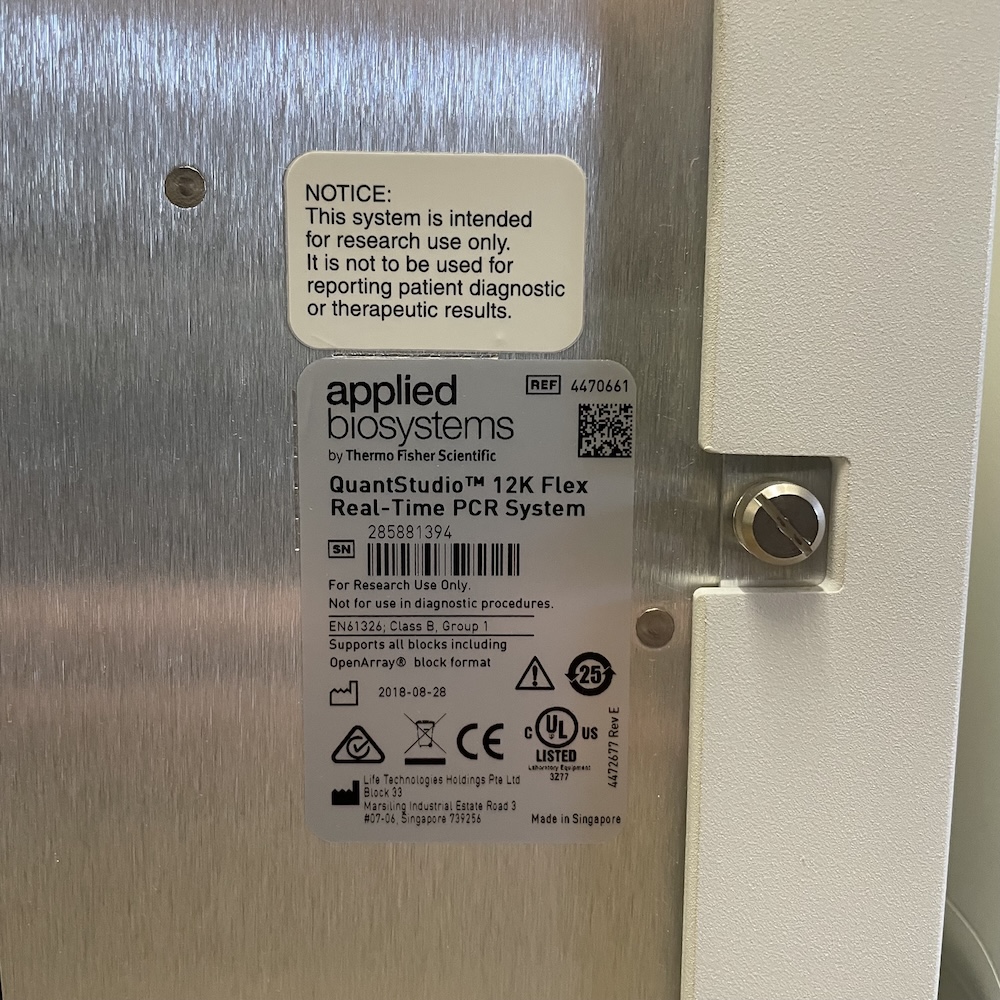 NOTICE:
This system is intended
for research use only.
It is not to be used for
reporting patient diagnostic
or therapeutic results.
applied
biosystems
by Thermo Fisher Scientific
REF 4470661
QuantStudio™ 12K Flex
Real-Time PCR System
285881394
SN
For Research Use Only.
Not for use in diagnostic procedures.
EN61326; Class B, Group 1
Supports all blocks including
OpenArray® block format
25
2018-08-28
CE
C UL US
LISTED
Laboratory Equipment
3Z77
4472677 Rev E
Life Technologies Holdings Pte Ltd
Block 33
Marsiling Industrial Estate Road 3
#07-06, Singapore 739256
Made in Singapore